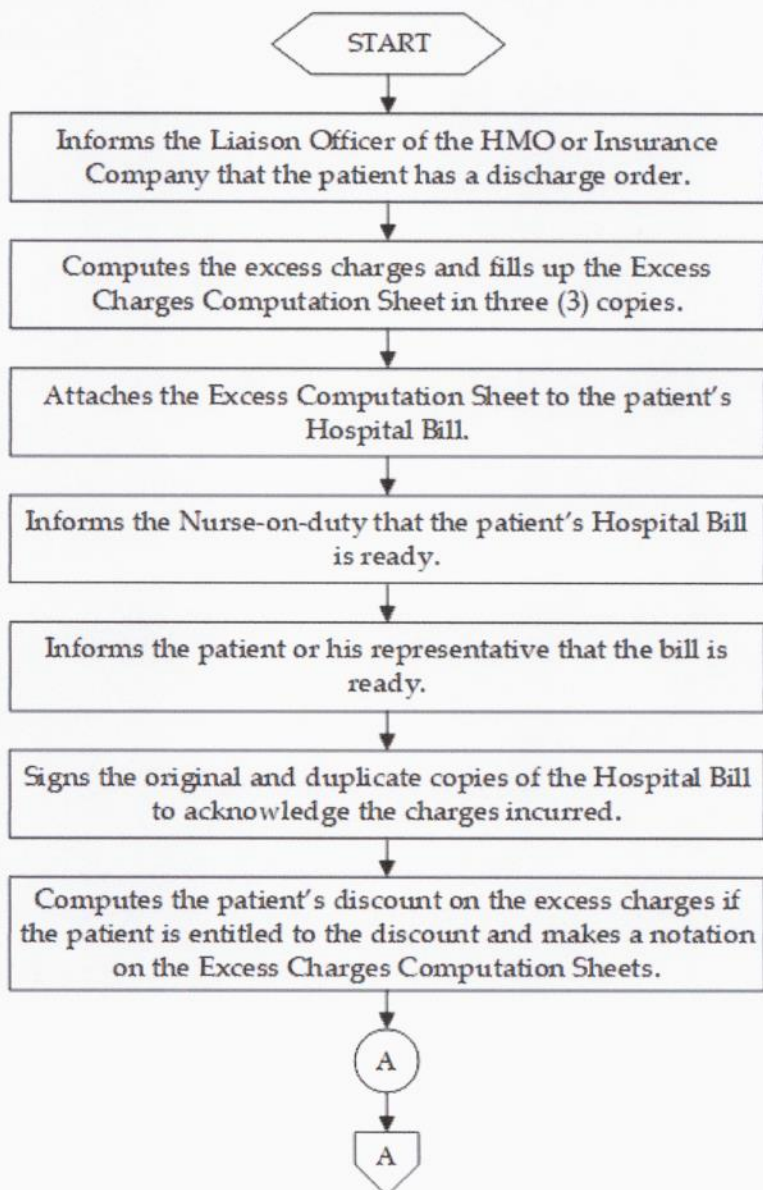 START
Informs the Liaison Officer of the HMO or Insurance
Company that the patient has a discharge order.
Computes the excess charges and fills up the Excess
Charges Computation Sheet in three (3) copies.
Attaches the Excess Computation Sheet to the patient's
Hospital Bill.
Informs the Nurse-on-duty that the patient's Hospital Bill
is ready.
Informs the patient or his representative that the bill is
ready.
Signs the original and duplicate copies of the Hospital Bill
to acknowledge the charges incurred.
Computes the patient's discount on the excess charges if
the patient is entitled to the discount and makes a notation
on the Excess Charges Computation Sheets.
A
A